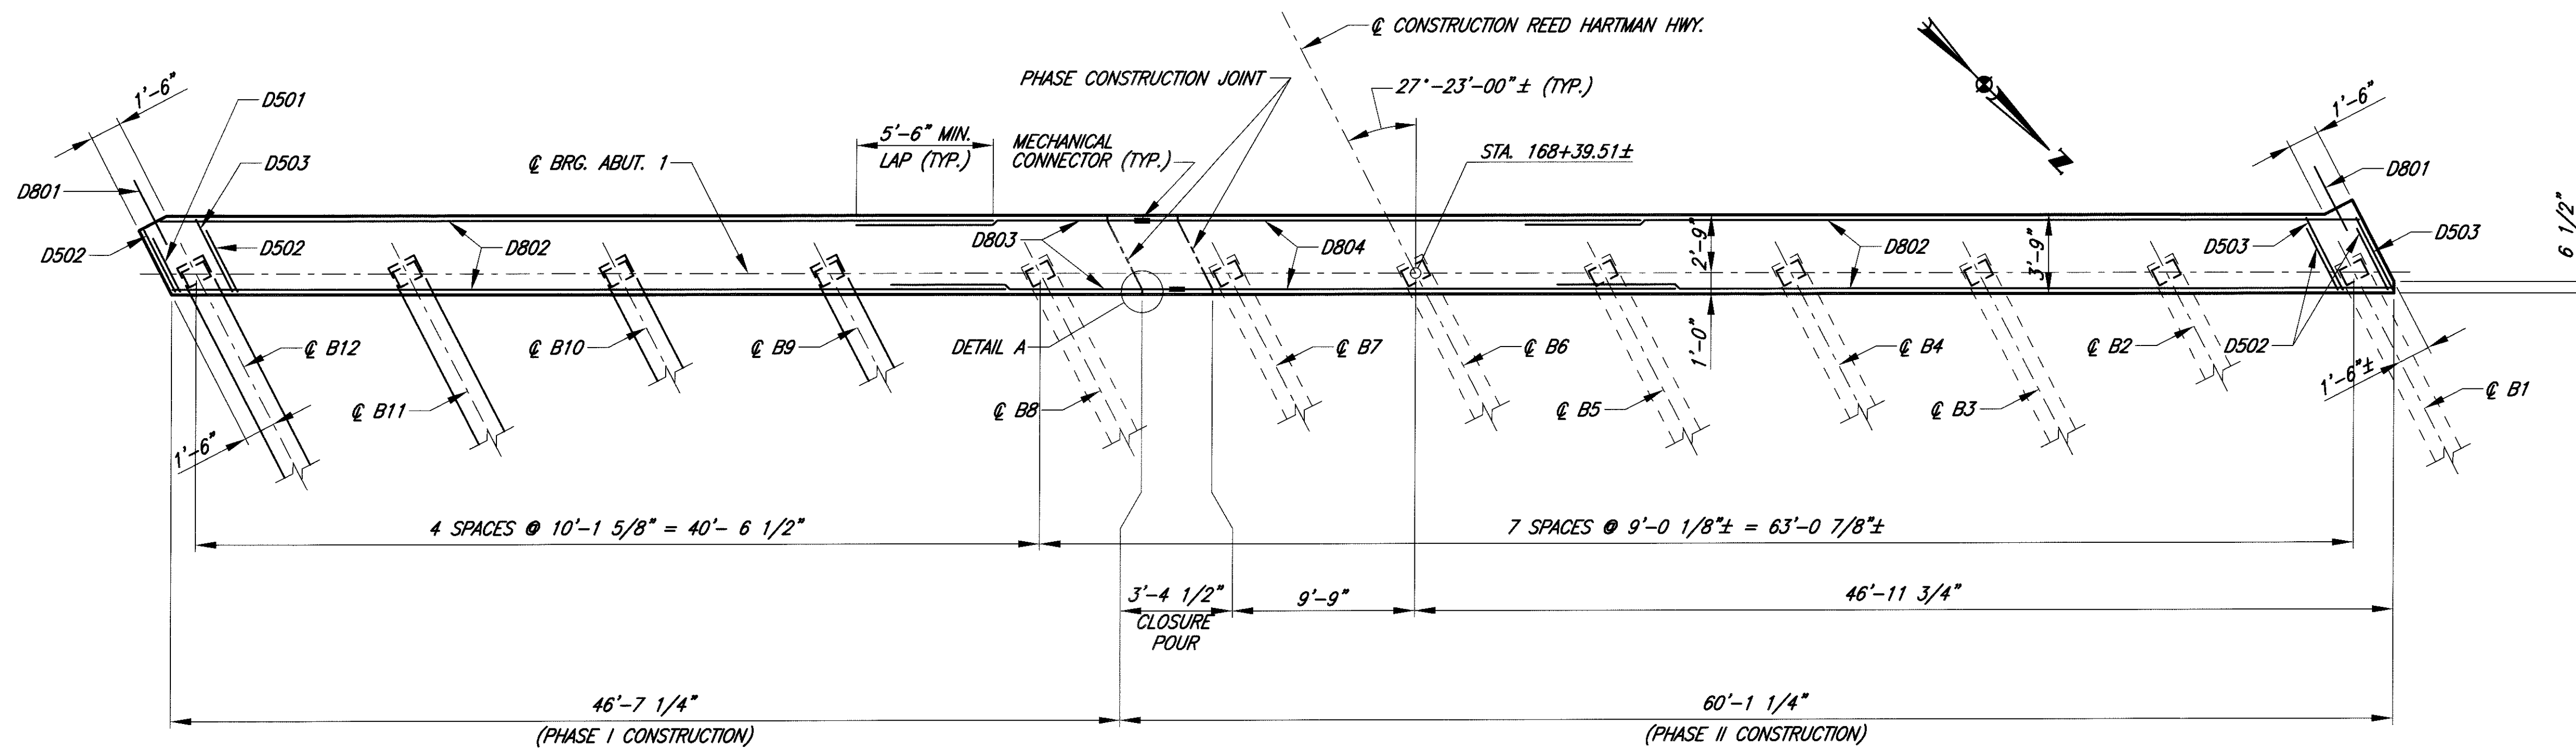 ℄ CONSTRUCTION REED HARTMAN HWY.
PHASE CONSTRUCTION JOINT
27°-23'-00"± (TYP.)
1'-6"
D501
1'-6"
5'-6" MIN.
LAP (TYP.)
MECHANICAL
CONNECTOR (TYP.)
STA. 168+39.51±
℄ BRG. ABUT. 1
D503
D801
D801
N
D502
D502
D802
D803
D804
2'-9"
D802
3'-9"
D503
D503
6 1/2"
℄ B12
℄ B10
℄ B9
DETAIL A
℄ B7
℄ B6
1'-0"
℄ B4
℄ B2
D502
1'-6"±
℄ B1
℄ B11
℄ B8
℄ B5
℄ B3
1'-6"
4 SPACES @ 10'-1 5/8" = 40'- 6 1/2"
7 SPACES @ 9'-0 1/8"± = 63'-0 7/8"±
3'-4 1/2"
CLOSURE
POUR
9'-9"
46'-11 3/4"
46'-7 1/4"
(PHASE I CONSTRUCTION)
60'-1 1/4"
(PHASE II CONSTRUCTION)